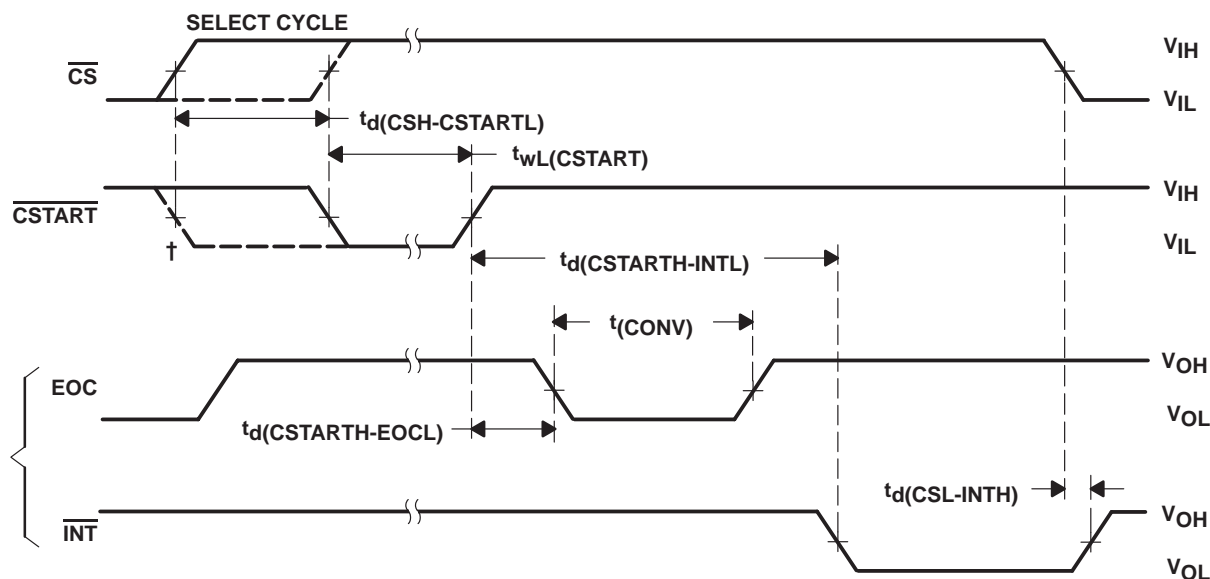 SELECT CYCLE
CS
VIH
VIL
td(CSH-CSTARTL)
twL(CSTART)
CSTART
VIH
VIL
†
td(CSTARTH-INTL)
t(CONV)
EOC
VOH
VOL
td(CSTARTH-EOCL)
td(CSL-INTH)
INT
VOH
VOL